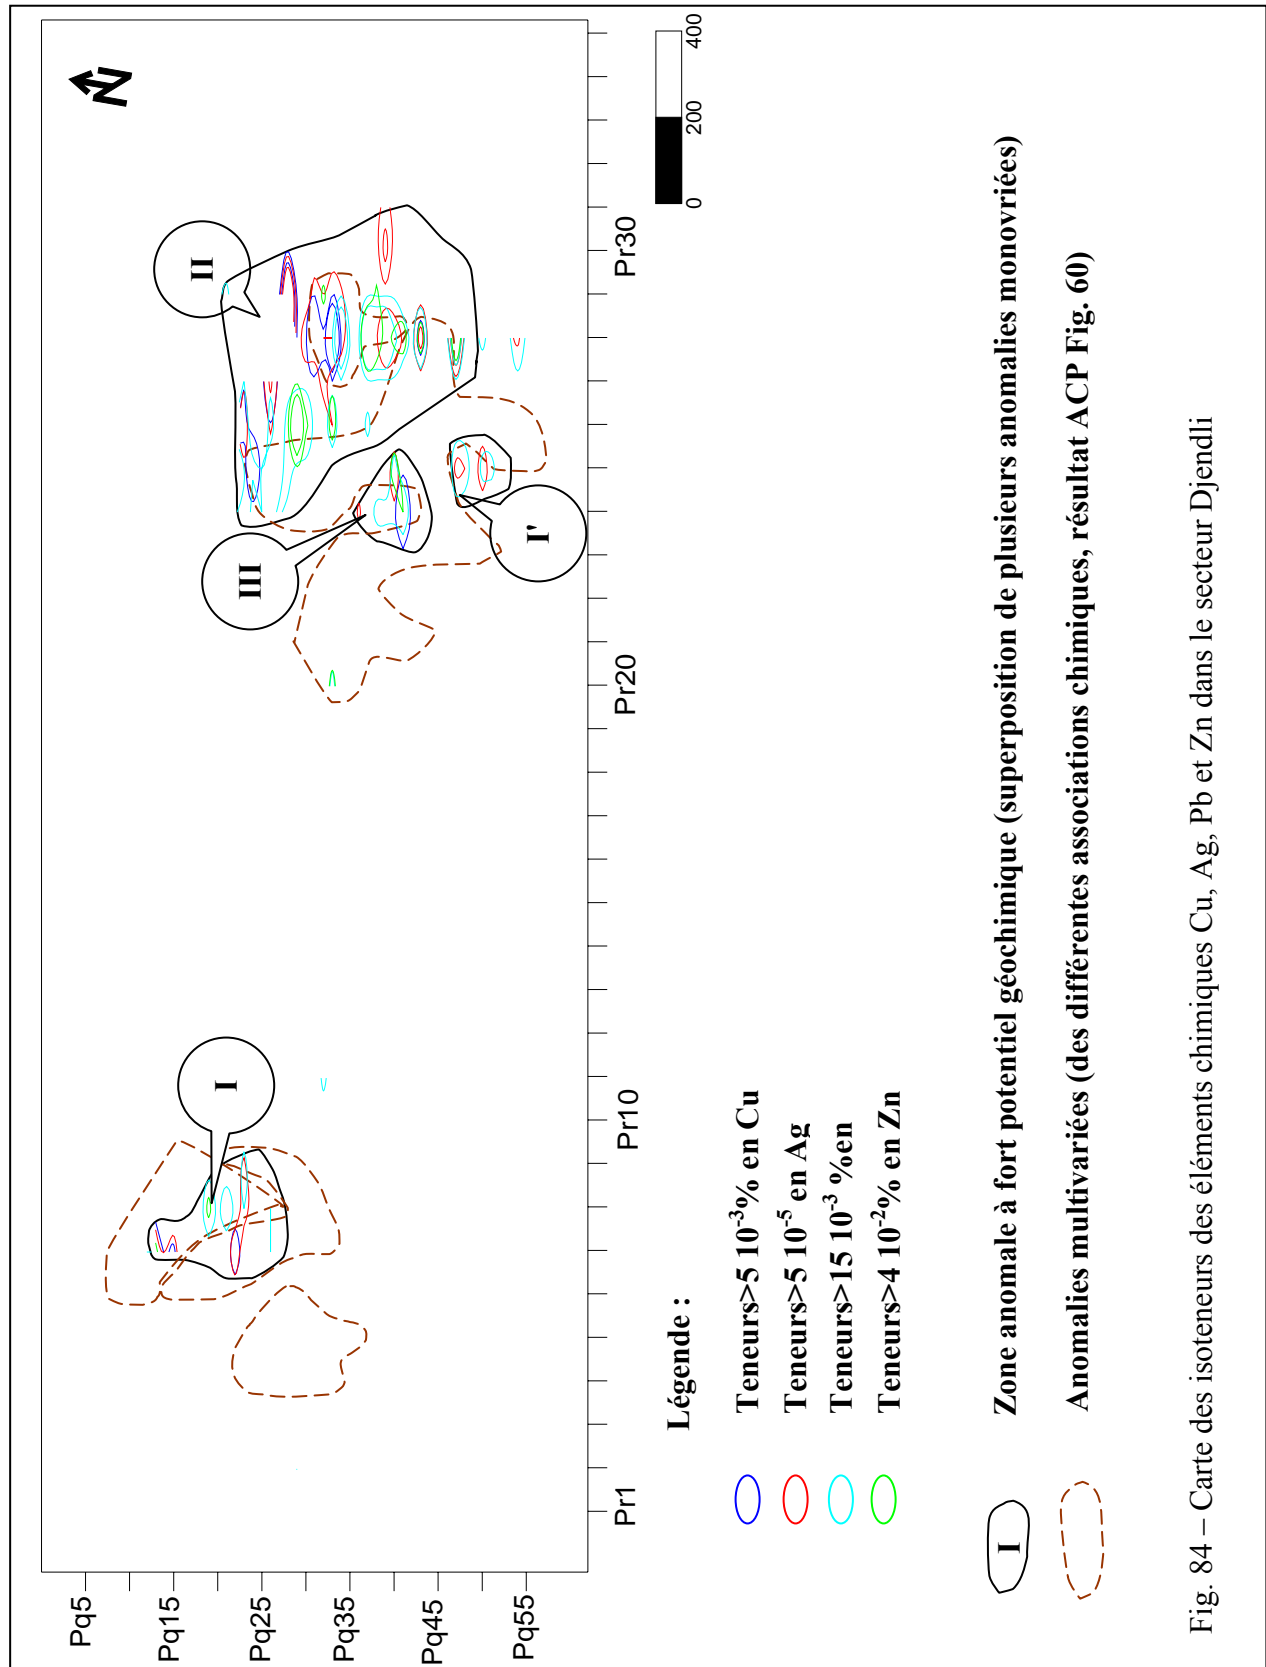 N
Pq5
Pq15
Pq25
Pq35
Pq45
Pq55
Pr1
Pr10
Pr20
Pr30
I
II
III
I'
0 200 400
Légende :
Teneurs>5 10⁻³% en Cu
Teneurs>5 10⁻⁵ en Ag
Teneurs>15 10⁻³ %en
Teneurs>4 10⁻²% en Zn
I Zone anomale à fort potentiel géochimique (superposition de plusieurs anomalies monovriées)
Anomalies multivariées (des différentes associations chimiques, résultat ACP Fig. 60)
Fig. 84 – Carte des isoteneurs des éléments chimiques Cu, Ag, Pb et Zn dans le secteur Djendli